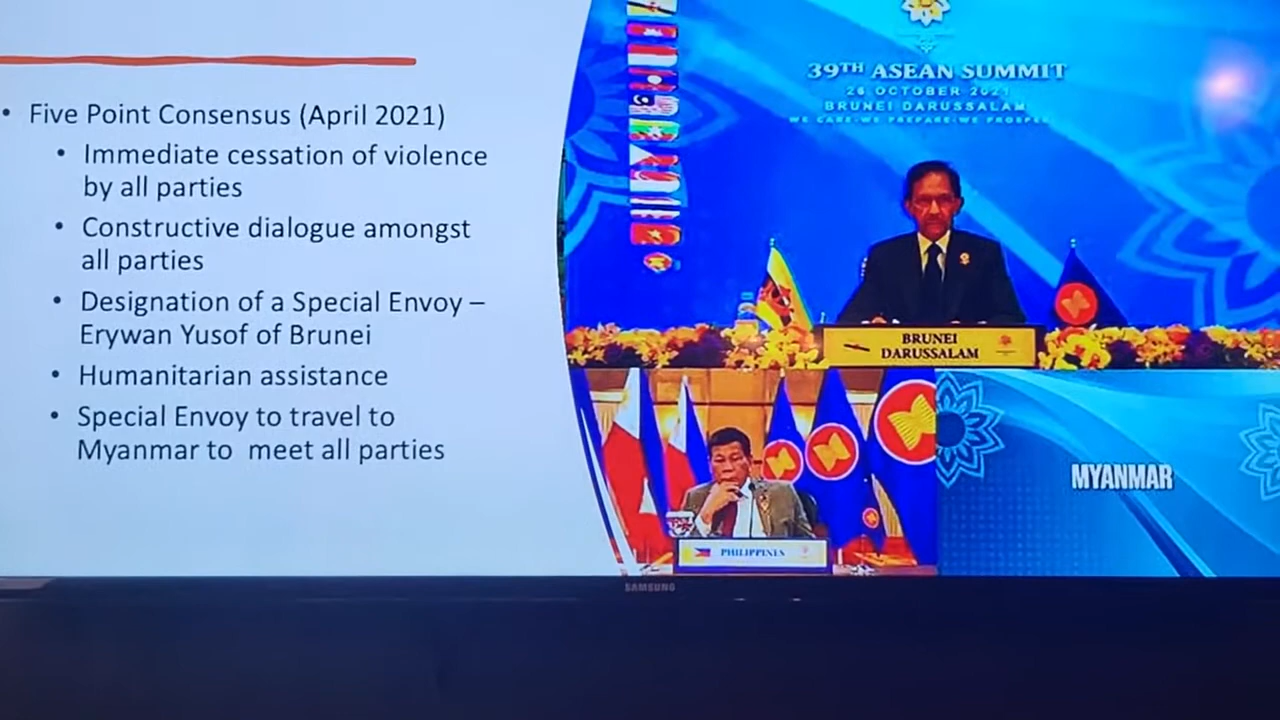 • Five Point Consensus (April 2021)
• Immediate cessation of violence
by all parties
• Constructive dialogue amongst
all parties
• Designation of a Special Envoy –
Erywan Yusof of Brunei
• Humanitarian assistance
• Special Envoy to travel to
Myanmar to meet all parties
39TH ASEAN SUMMIT
26 OCTOBER 2021
BRUNEI DARUSSALAM
WE CARE·WE PREPARE·WE PROSPER
BRUNEI
DARUSSALAM
PHILIPPINES
MYANMAR
SAMSUNG